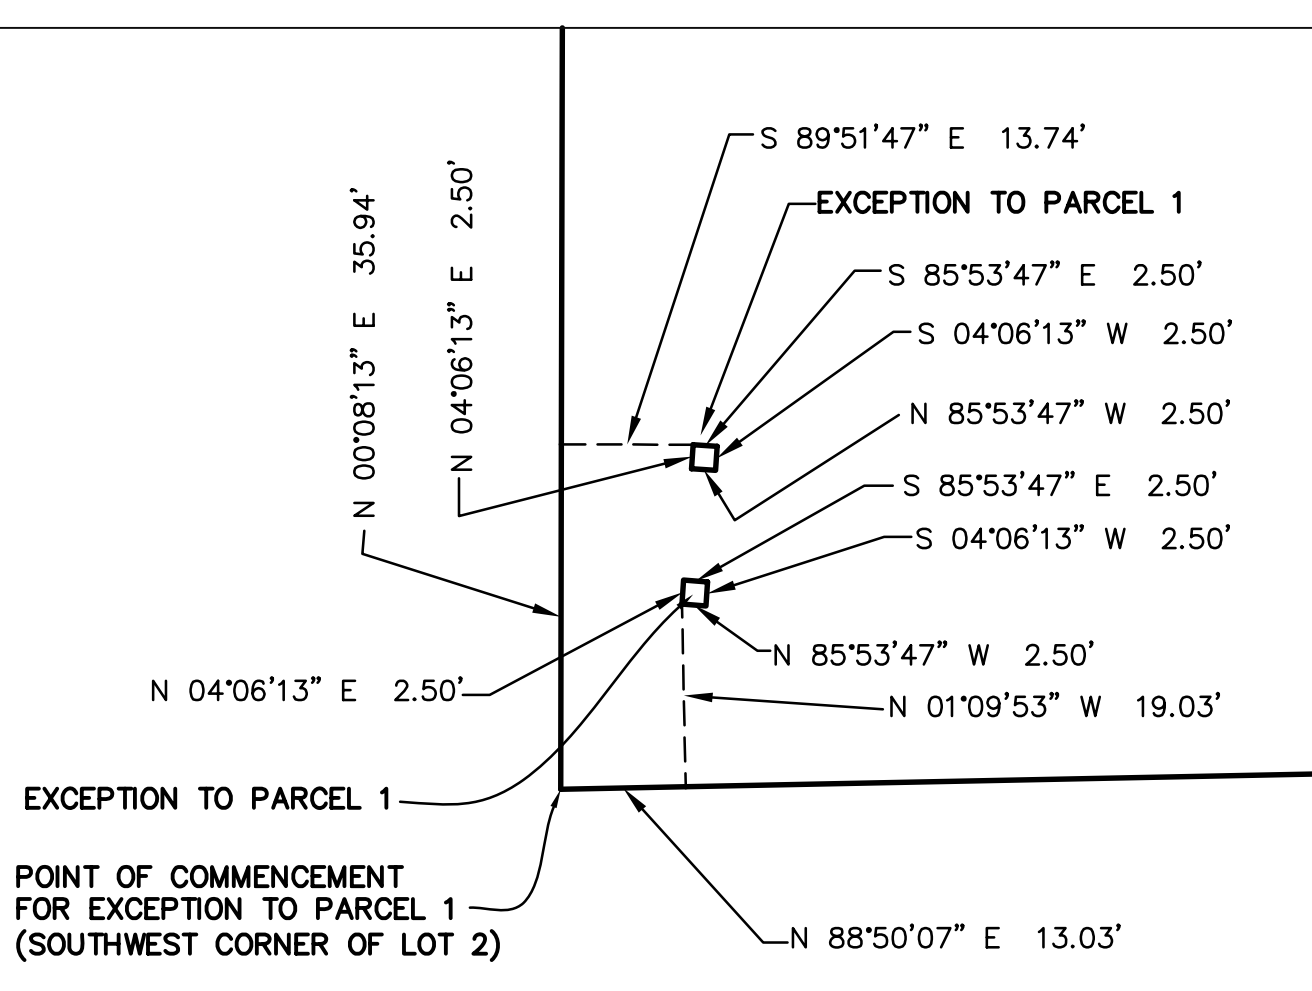 S 89°51'47" E 13.74'
EXCEPTION TO PARCEL 1
S 85°53'47" E 2.50'
S 04°06'13" W 2.50'
N 85°53'47" W 2.50'
S 85°53'47" E 2.50'
S 04°06'13" W 2.50'
N 85°53'47" W 2.50'
N 01°09'53" W 19.03'
N 00°08'13" E 35.94'
N 04°06'13" E 2.50'
N 04°06'13" E 2.50'
EXCEPTION TO PARCEL 1
POINT OF COMMENCEMENT
FOR EXCEPTION TO PARCEL 1
(SOUTHWEST CORNER OF LOT 2)
N 88°50'07" E 13.03'